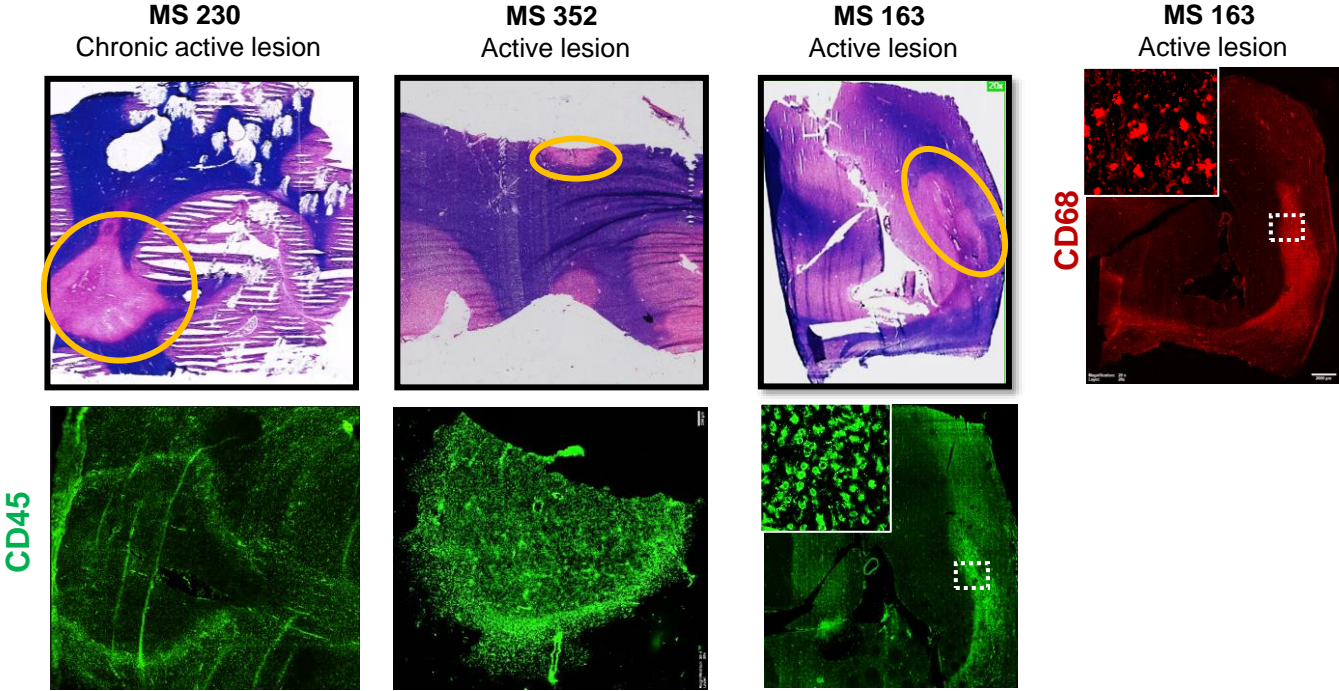 MS 230
Chronic active lesion
MS 352
Active lesion
MS 163
Active lesion
MS 163
Active lesion
20x
CD68
CD45